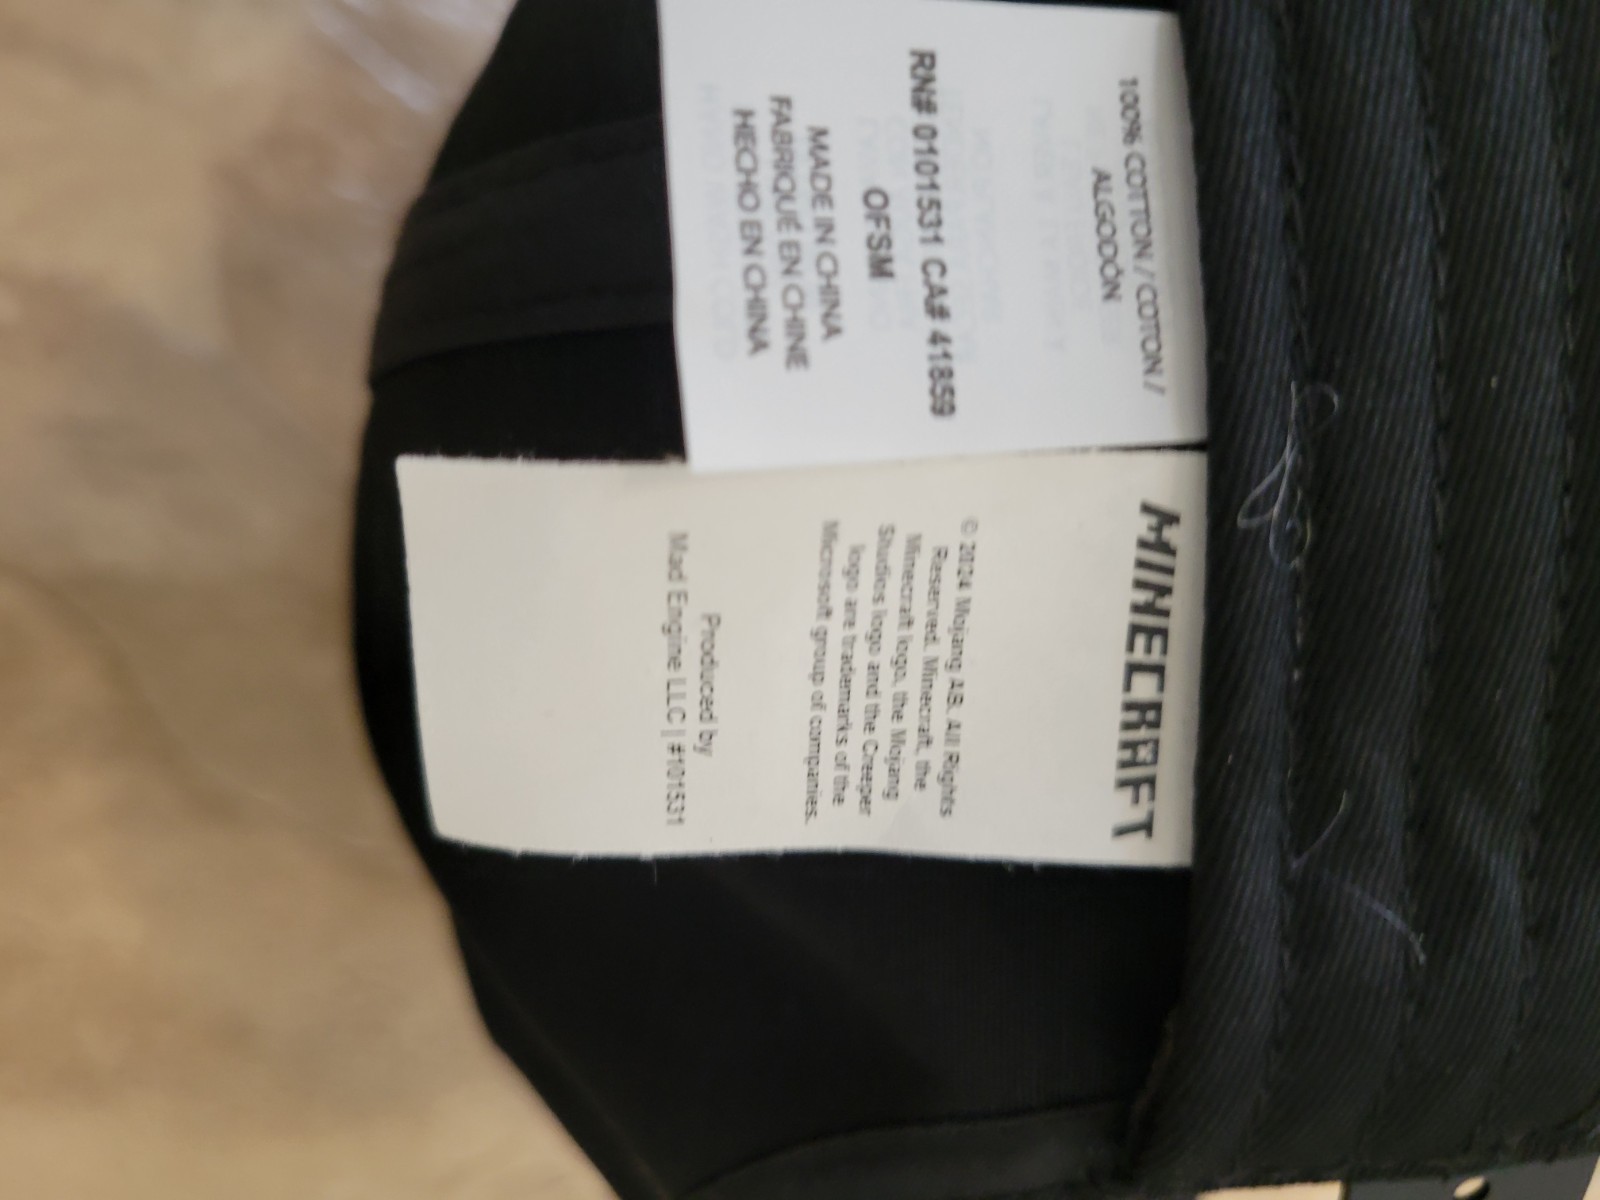 100% COTTON / COTON /
ALGODÓN
RN# 0101531 CA# 41859
OFSM
MADE IN CHINA
FABRIQUÉ EN CHINE
HECHO EN CHINA
MINECRAFT
© 2024 Mojang AB. All Rights
Reserved. Minecraft, the
Minecraft logo, the Mojang
Studios logo and the Creeper
logo are trademarks of the
Microsoft group of companies.
Produced by
Mad Engine LLC | #101531